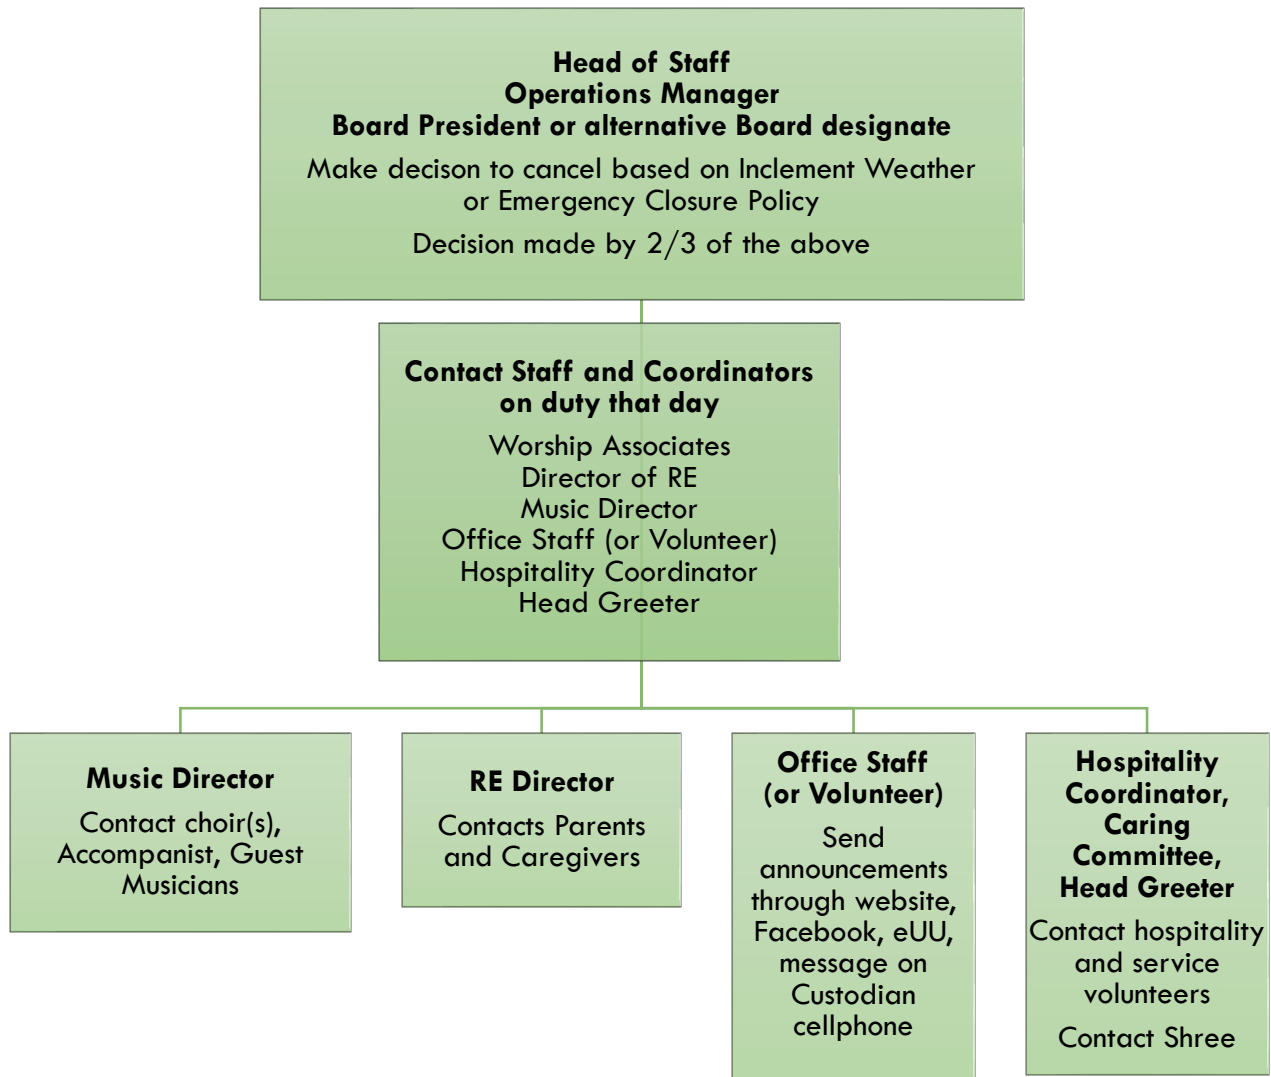 Head of Staff
Operations Manager
Board President or alternative Board designate
Make decison to cancel based on Inclement Weather
or Emergency Closure Policy
Decision made by 2/3 of the above
Contact Staff and Coordinators
on duty that day
Worship Associates
Director of RE
Music Director
Office Staff (or Volunteer)
Hospitality Coordinator
Head Greeter
Music Director
Contact choir(s),
Accompanist, Guest
Musicians
RE Director
Contacts Parents
and Caregivers
Office Staff
(or Volunteer)
Send
announcements
through website,
Facebook, eUU,
message on
Custodian
cellphone
Hospitality
Coordinator,
Caring
Committee,
Head Greeter
Contact hospitality
and service
volunteers
Contact Shree